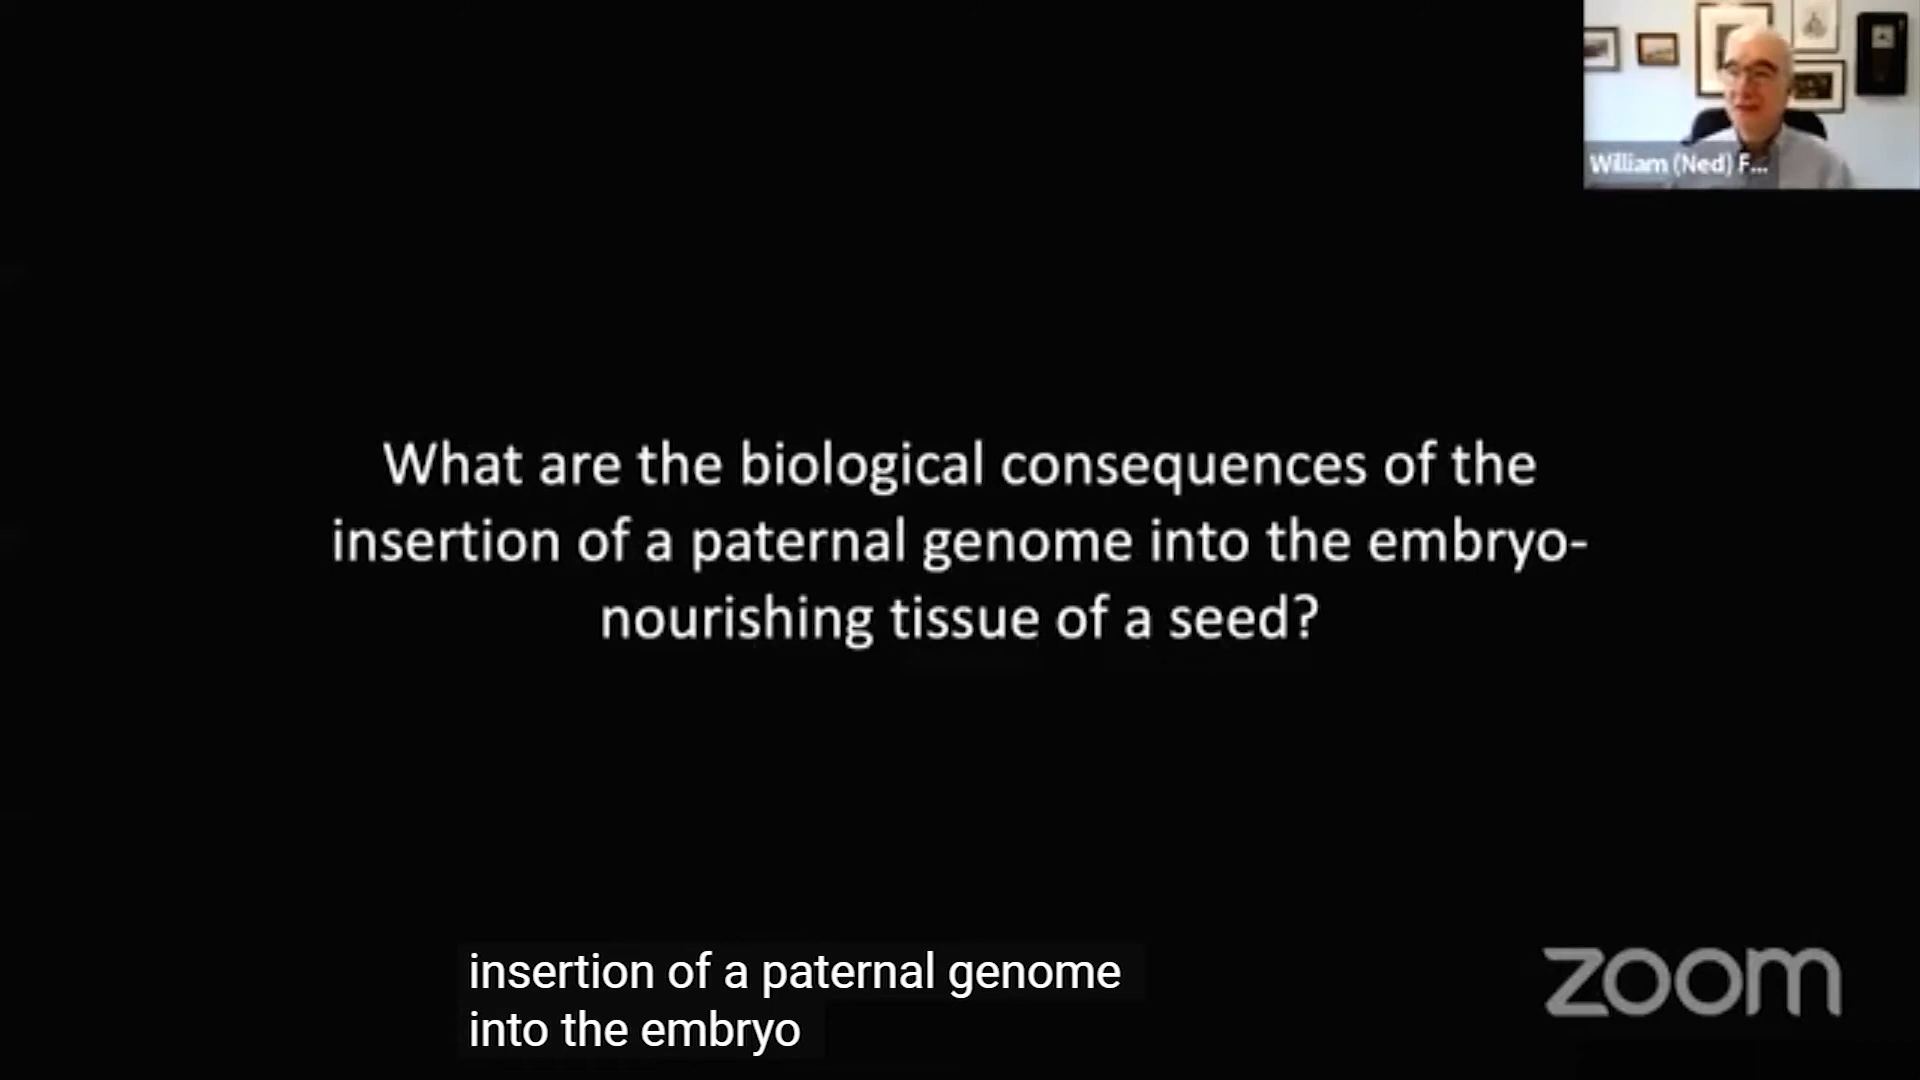 William (Ned) F...
What are the biological consequences of the
insertion of a paternal genome into the embryo-
nourishing tissue of a seed?
insertion of a paternal genome
into the embryo
zoom